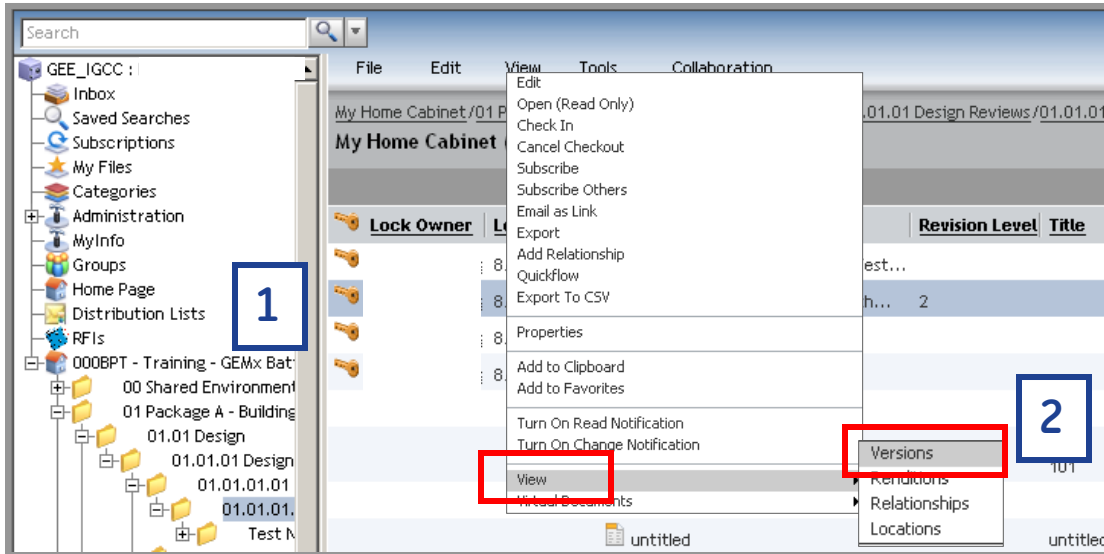 Search
GEE_IGCC :
Inbox
Saved Searches
Subscriptions
My Files
Categories
Administration
MyInfo
Groups
Home Page
Distribution Lists
RFIs
000BPT - Training - GEMx Bat
00 Shared Environment
01 Package A - Building
01.01 Design
01.01.01 Design
01.01.01.01
01.01.01.
Test N
1
File Edit View Tools Collaboration
My Home Cabinet /01 P .01.01 Design Reviews /01.01.01
My Home Cabinet (
Lock Owner Lo Revision Level Title
8. est...
8. h... 2
8.
8.
101
untitled untitled
Edit
Open (Read Only)
Check In
Cancel Checkout
Subscribe
Subscribe Others
Email as Link
Export
Add Relationship
Quickflow
Export To CSV
Properties
Add to Clipboard
Add to Favorites
Turn On Read Notification
Turn On Change Notification
View
Virtual Documents
2
Versions
Renditions
Relationships
Locations